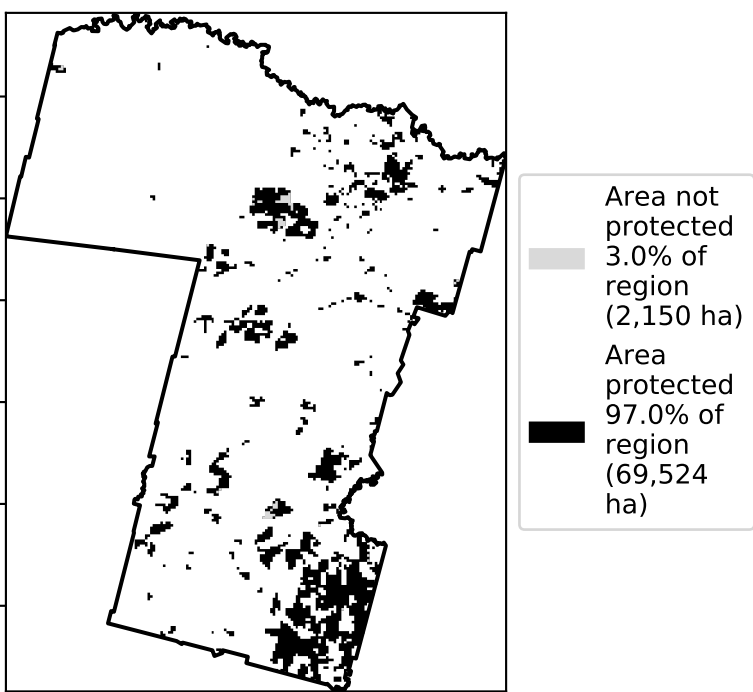 Area not
protected
3.0% of
region
(2,150 ha)
Area
protected
97.0% of
region
(69,524
ha)